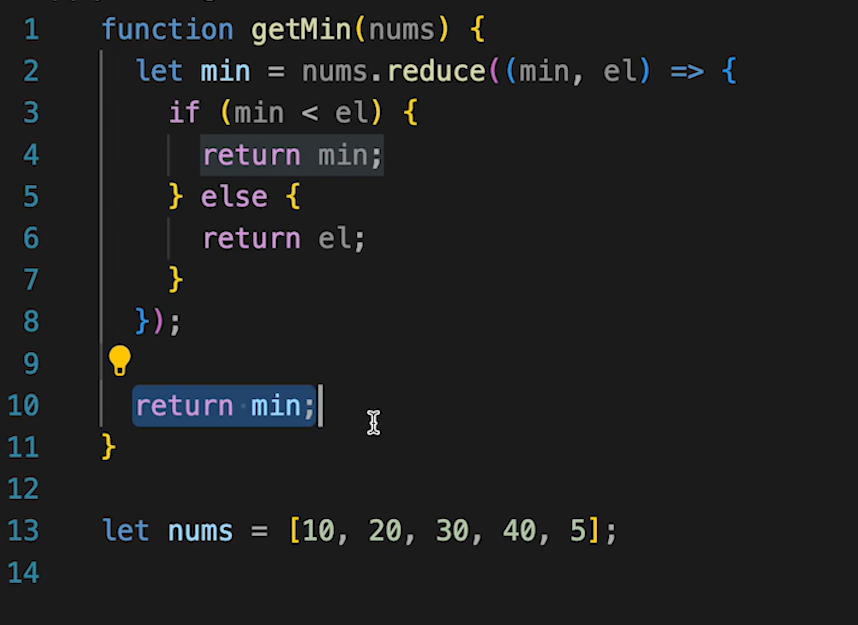 1 function getMin(nums) {
2 let min = nums.reduce((min, el) => {
3 if (min < el) {
4 return min;
5 } else {
6 return el;
7 }
8 });
9
10 return min;
11 }
12
13 let nums = [10, 20, 30, 40, 5];
14